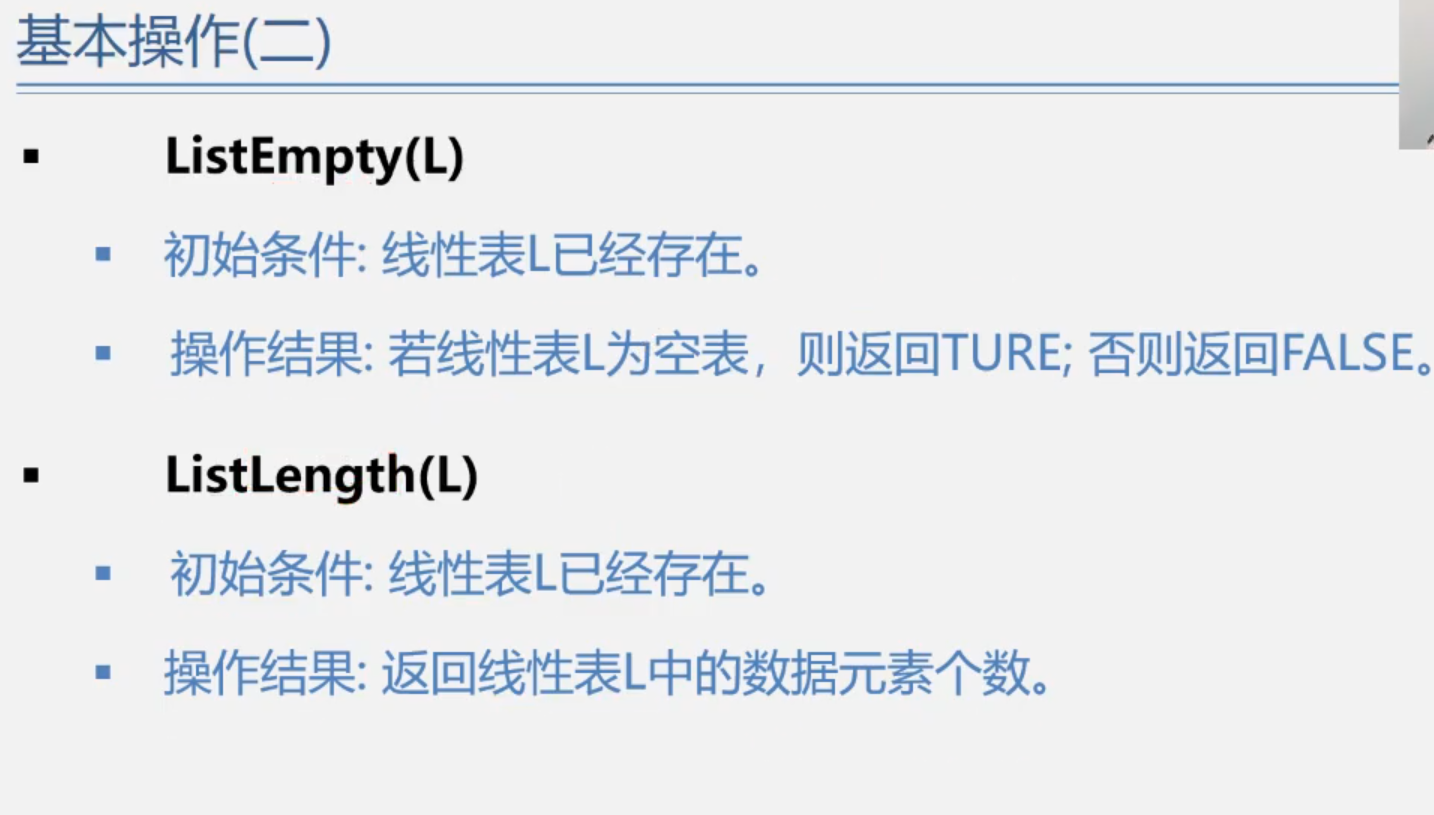 基本操作(二)
ListEmpty(L)
初始条件: 线性表L已经存在。
操作结果: 若线性表L为空表，则返回TURE; 否则返回FALSE。
ListLength(L)
初始条件: 线性表L已经存在。
操作结果: 返回线性表L中的数据元素个数。